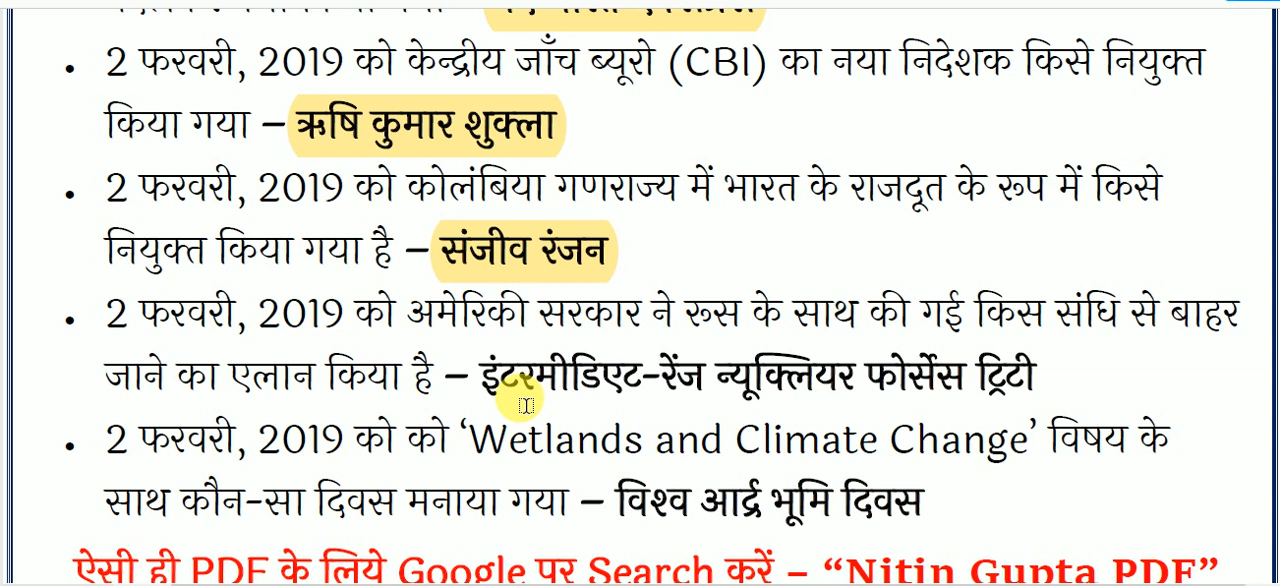 • 2 फरवरी, 2019 को केन्द्रीय जाँच ब्यूरो (CBI) का नया निदेशक किसे नियुक्त
किया गया – ऋषि कुमार शुक्ला
• 2 फरवरी, 2019 को कोलंबिया गणराज्य में भारत के राजदूत के रूप में किसे
नियुक्त किया गया है – संजीव रंजन
• 2 फरवरी, 2019 को अमेरिकी सरकार ने रूस के साथ की गई किस संधि से बाहर
जाने का एलान किया है – इंटरमीडिएट-रेंज न्यूक्लियर फोर्सेस ट्रिटी
• 2 फरवरी, 2019 को को ‘Wetlands and Climate Change’ विषय के
साथ कौन-सा दिवस मनाया गया – विश्व आर्द्र भूमि दिवस
ऐसी ही PDF के लिये Google पर Search करें – “Nitin Gupta PDF”